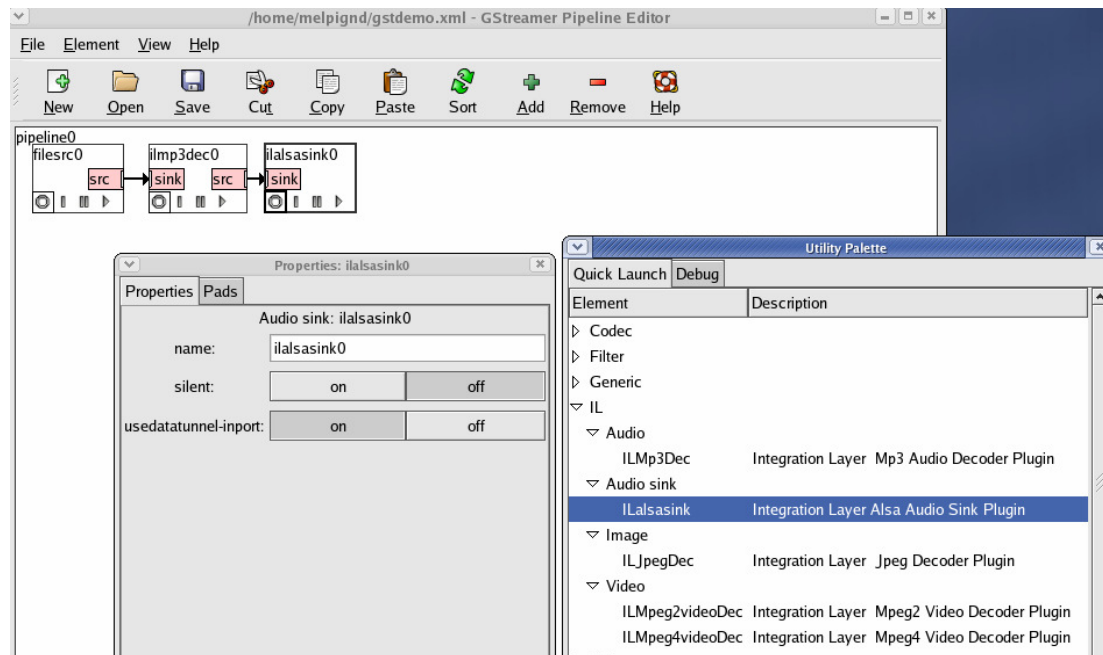 /home/melpignd/gstdemo.xml - GStreamer Pipeline Editor
File Element View Help
New Open Save Cut Copy Paste Sort Add Remove Help
pipeline0
filesrc0 ilmp3dec0 ilalsasink0
src sink src sink
Properties: ilalsasink0
Properties Pads
Audio sink: ilalsasink0
name: ilalsasink0
silent: on off
usedatatunnel-inport: on off
Utility Palette
Quick Launch Debug
Element Description
Codec
Filter
Generic
IL
Audio
ILMp3Dec Integration Layer Mp3 Audio Decoder Plugin
Audio sink
ILalsasink Integration Layer Alsa Audio Sink Plugin
Image
ILJpegDec Integration Layer Jpeg Decoder Plugin
Video
ILMpeg2videoDec Integration Layer Mpeg2 Video Decoder Plugin
ILMpeg4videoDec Integration Layer Mpeg4 Video Decoder Plugin